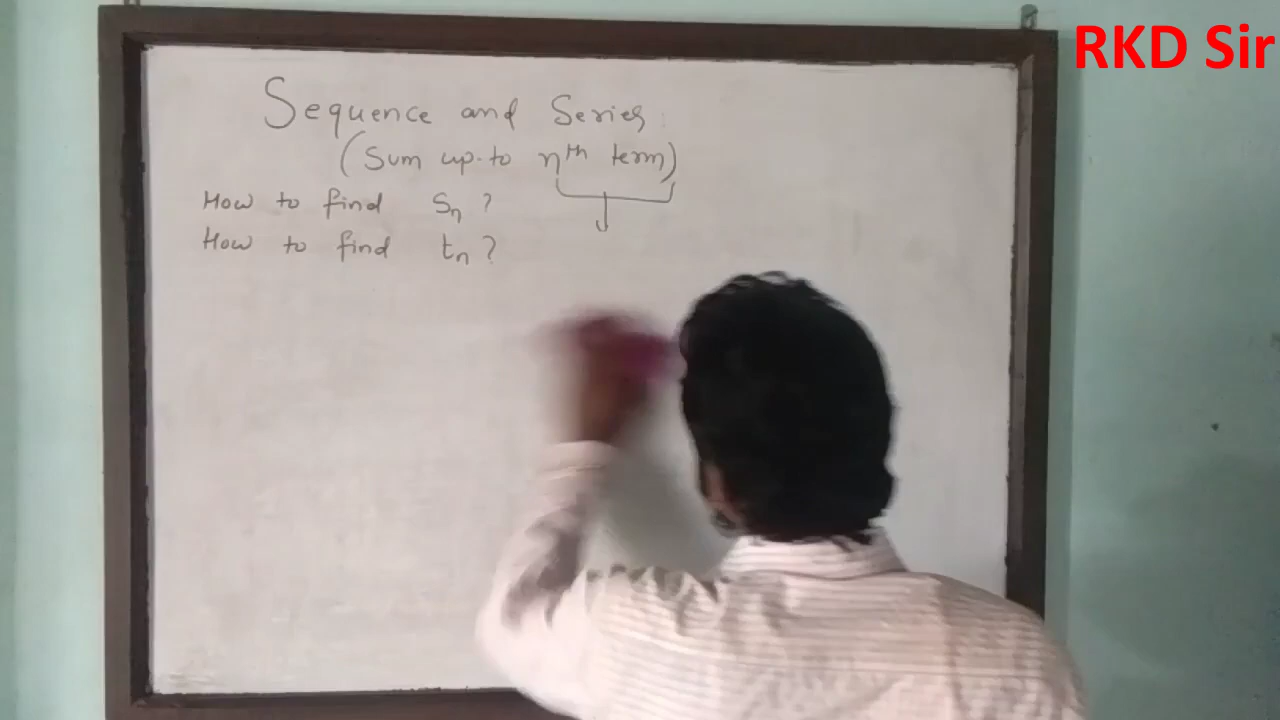 RKD Sir
Sequence and Series
(Sum up-to nth term)
How to find Sn ?
How to find tn ?